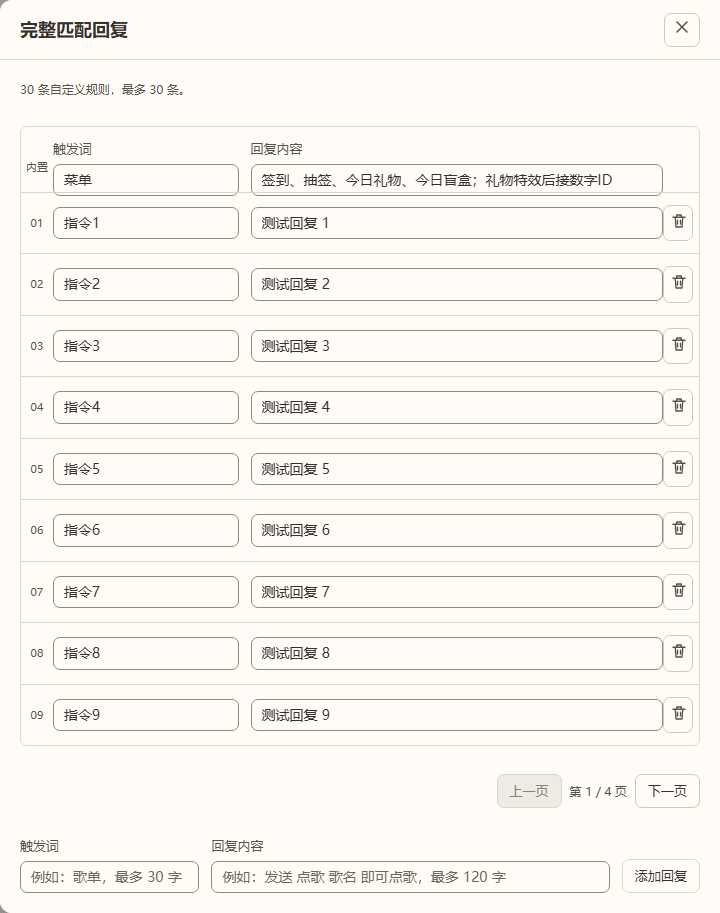 完整匹配回复
30 条自定义规则，最多 30 条。
触发词 回复内容
内置 菜单 签到、抽签、今日礼物、今日盲盒；礼物特效后接数字ID
01 指令1 测试回复 1
02 指令2 测试回复 2
03 指令3 测试回复 3
04 指令4 测试回复 4
05 指令5 测试回复 5
06 指令6 测试回复 6
07 指令7 测试回复 7
08 指令8 测试回复 8
09 指令9 测试回复 9
上一页 第 1 / 4 页 下一页
触发词 回复内容
例如：歌单，最多 30 字 例如：发送 点歌 歌名 即可点歌，最多 120 字 添加回复